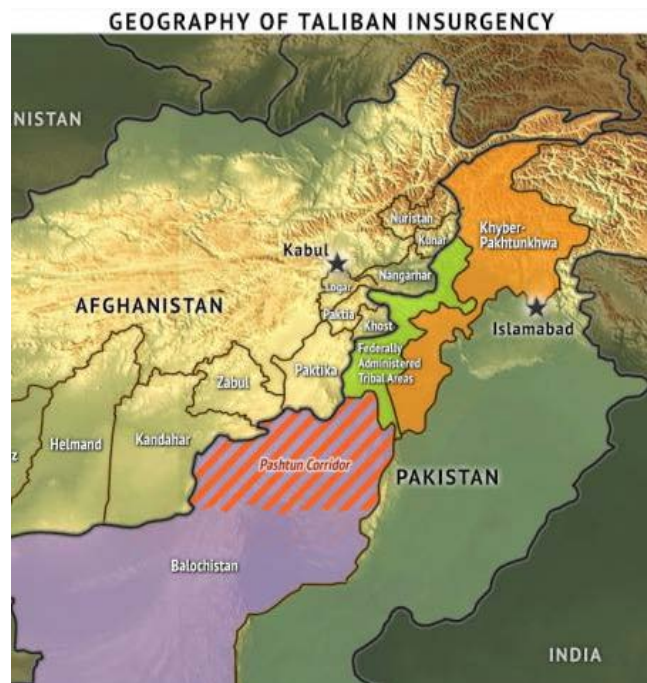 GEOGRAPHY OF TALIBAN INSURGENCY
NISTAN
Nuristan
Khyber-
Pakhtunkhwa
Kunar
Kabul
Nangarhar
Logar
AFGHANISTAN
Paktia
Khost
Islamabad
Federally
Administered
Tribal Areas
Paktika
Zabul
z
Helmand
Kandahar
Pashtun Corridor
PAKISTAN
Balochistan
INDIA